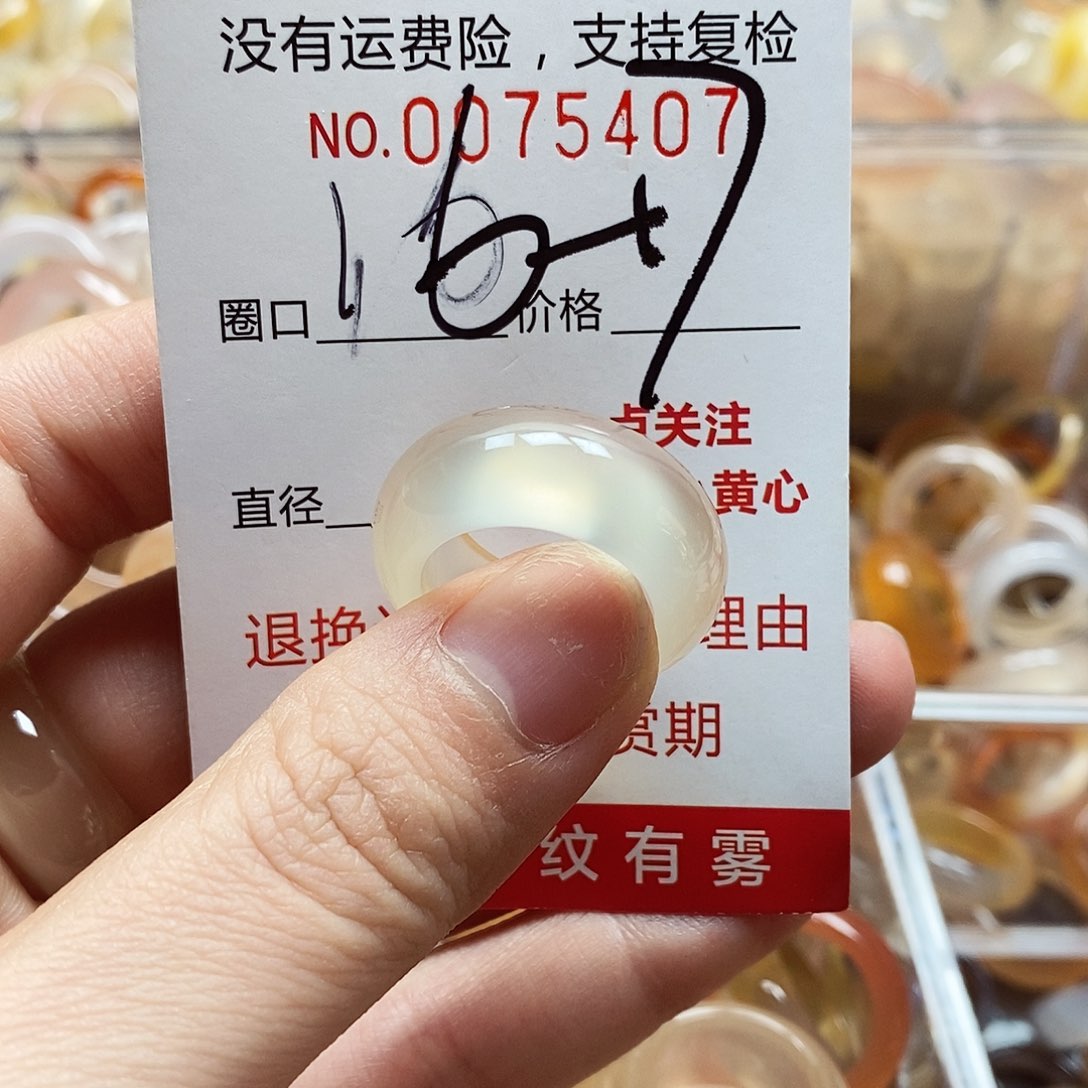 没有运费险，支持复检
NO.0075407
16+7
圈口 价格
点关注
直径 黄心
退换 理由
赏期
纹有雾